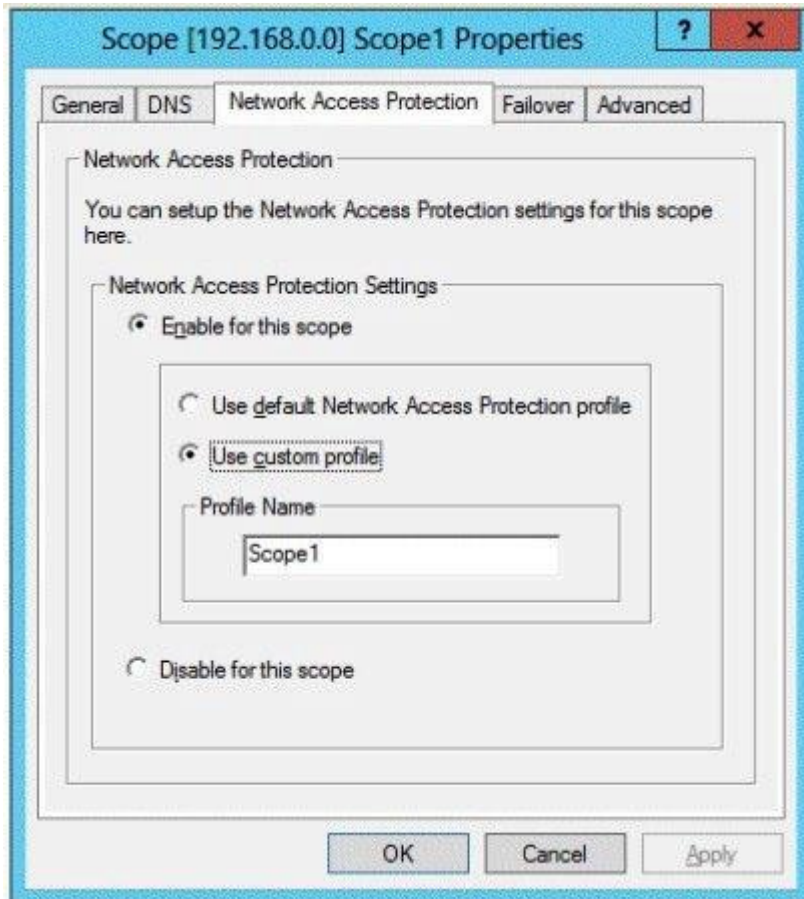 Scope [192.168.0.0] Scope1 Properties
?
x
General
DNS
Network Access Protection
Failover
Advanced
Network Access Protection
You can setup the Network Access Protection settings for this scope
here.
Network Access Protection Settings
Enable for this scope
Use default Network Access Protection profile
Use custom profile
Profile Name
Scope1
Disable for this scope
OK
Cancel
Apply